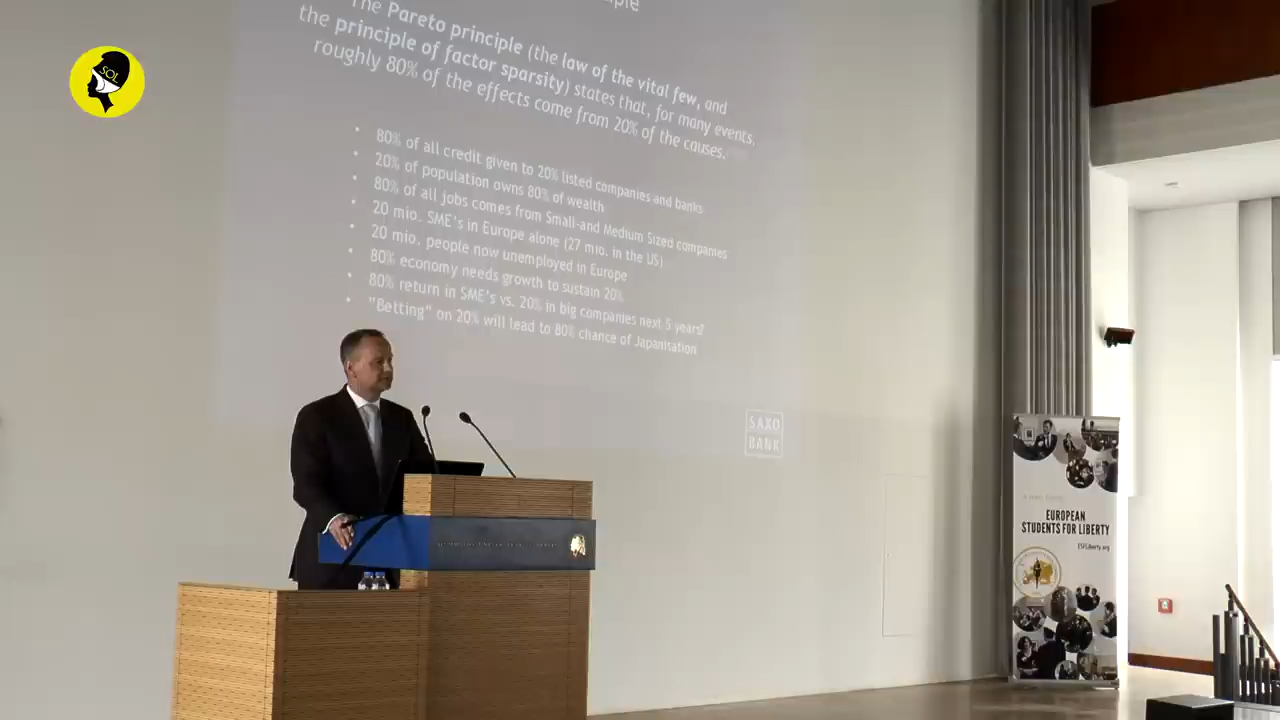 SOL
The Pareto principle (the law of the vital few, and
the principle of factor sparsity) states that, for many events,
roughly 80% of the effects come from 20% of the causes.
• 80% of all credit given to 20% listed companies and banks
• 20% of population owns 80% of wealth
• 80% of all jobs comes from Small-and Medium Sized companies
• 20 mio. SME's in Europe alone (27 mio. in the US)
• 20 mio. people now unemployed in Europe
• 80% economy needs growth to sustain 20%
• 80% return in SME's vs. 20% in big companies next 5 years?
• "Betting" on 20% will lead to 80% chance of Japanisation
SAXO
BANK
EUROPEAN
STUDENTS FOR LIBERTY
ESFLiberty.org